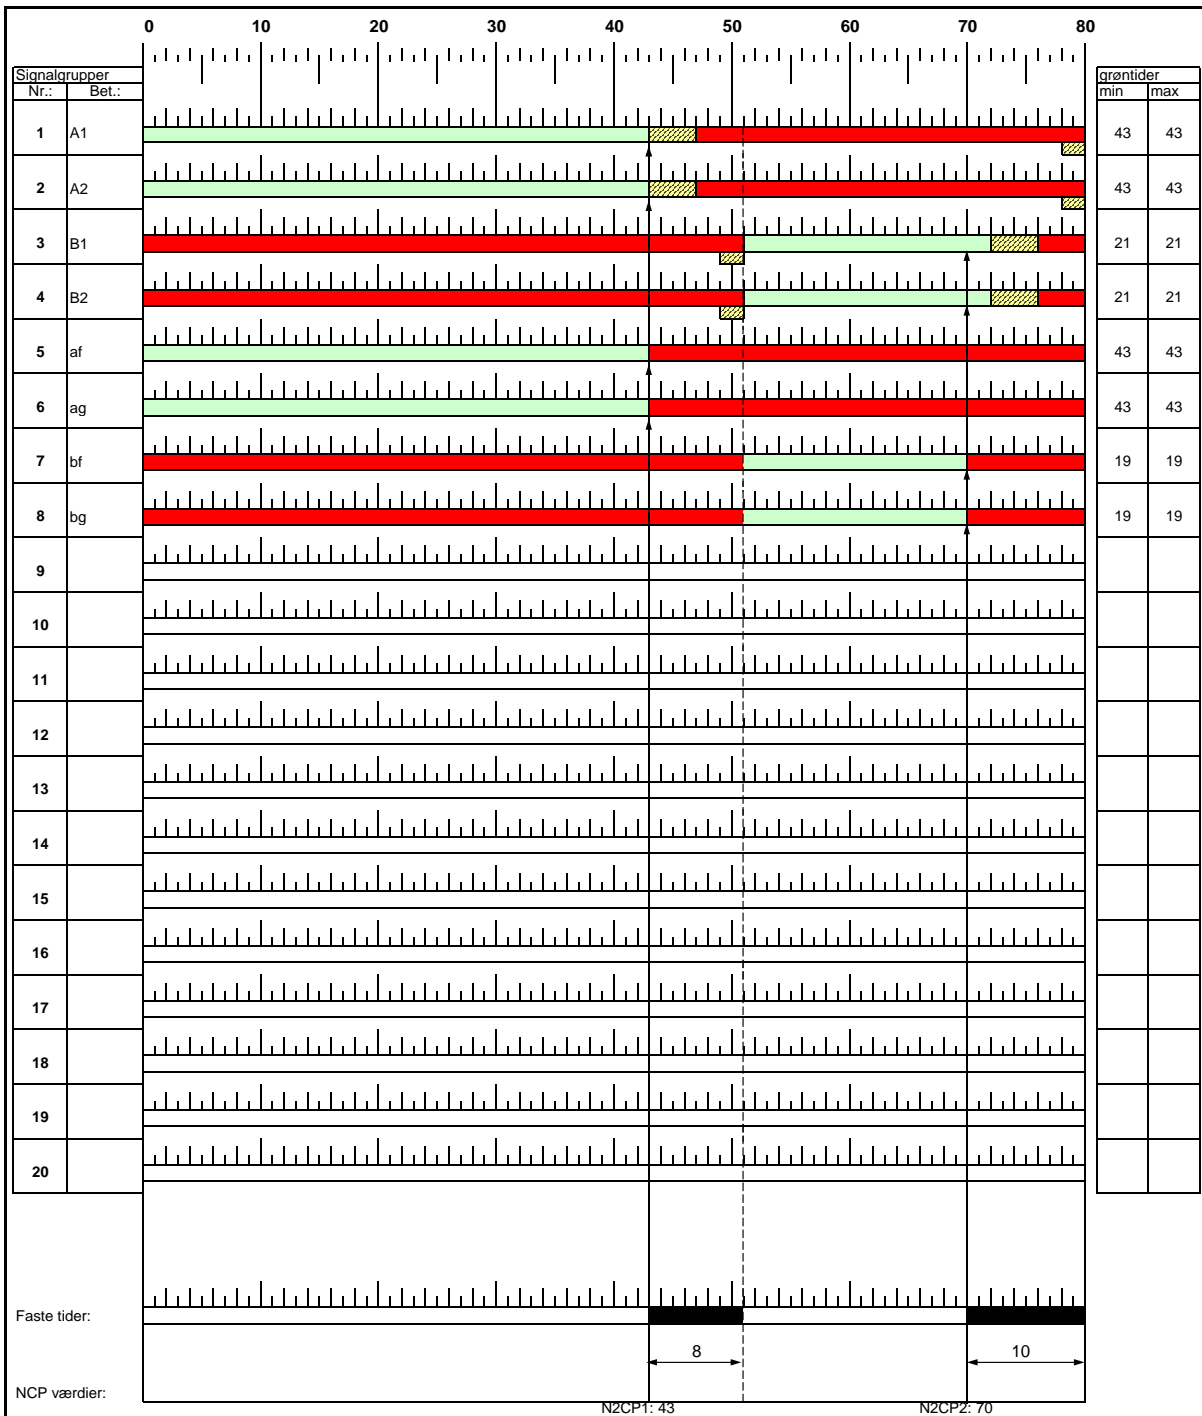 0 10 20 30 40 50 60 70 80
Signalgrupper grøntider
Nr.: Bet.: min max
1 A1 43 43
2 A2 43 43
3 B1 21 21
4 B2 21 21
5 af 43 43
6 ag 43 43
7 bf 19 19
8 bg 19 19
9
10
11
12
13
14
15
16
17
18
19
20
Faste tider:
8 10
NCP værdier:
N2CP1: 43 N2CP2: 70